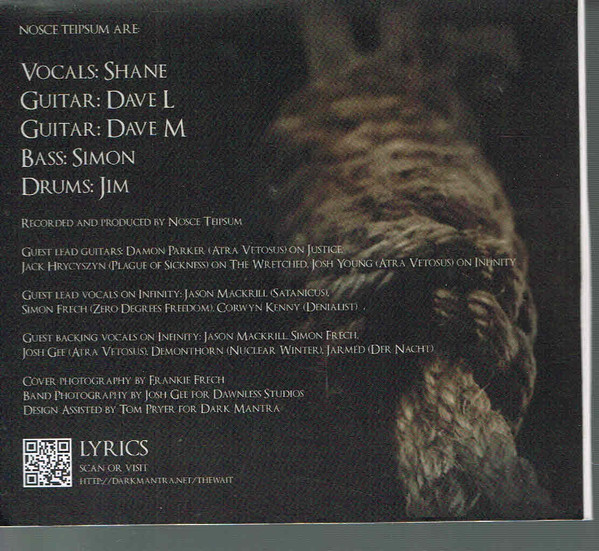 NOSCE TEIPSUM ARE:
VOCALS: SHANE
GUITAR: DAVE L
GUITAR: DAVE M
BASS: SIMON
DRUMS: JIM
RECORDED AND PRODUCED BY NOSCE TEIPSUM
GUEST LEAD GUITARS: DAMON PARKER (ATRA VETOSUS) ON JUSTICE,
JACK HRYCYSZYN (PLAGUE OF SICKNESS) ON THE WRETCHED, JOSH YOUNG (ATRA VETOSUS) ON INFINITY
GUEST LEAD VOCALS ON INFINITY: JASON MACKRILL (SATANICUS),
SIMON FRECH (ZERO DEGREES FREEDOM), CORWYN KENNY (DENIALIST) ,
GUEST BACKING VOCALS ON INFINITY: JASON MACKRILL, SIMON FRECH,
JOSH GEE (ATRA VETOSUS), DEMONTHORN (NUCLEAR WINTER), JARMED (DER NACHT)
COVER PHOTOGRAPHY BY FRANKIE FRECH
BAND PHOTOGRAPHY BY JOSH GEE FOR DAWNLESS STUDIOS
DESIGN ASSISTED BY TOM PRYER FOR DARK MANTRA
LYRICS
SCAN OR VISIT
HTTP://DARKMANTRA.NET/THEWAIT